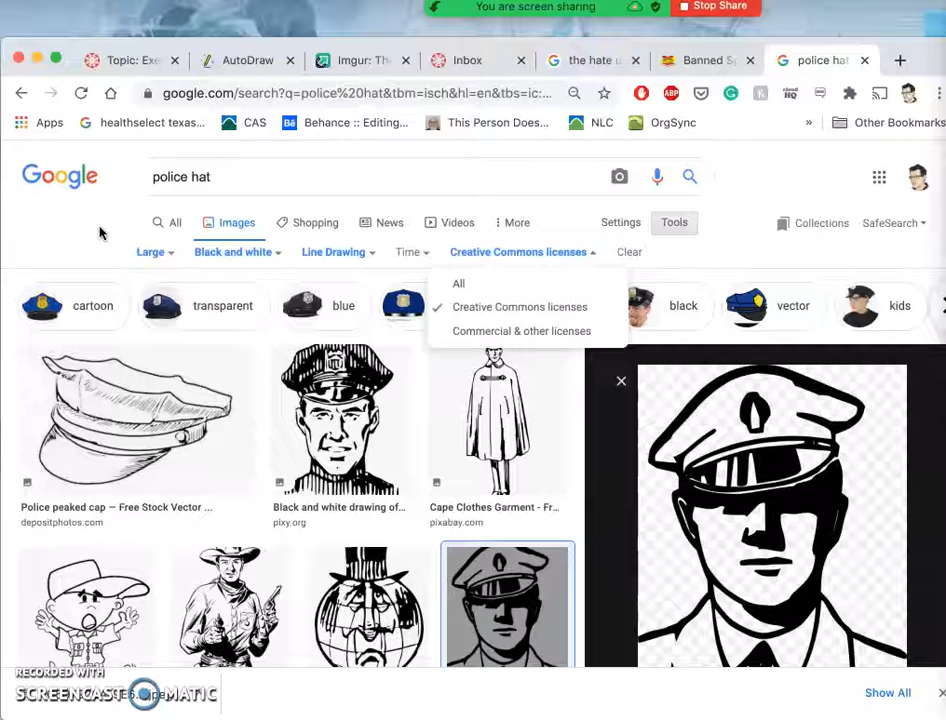 You are screen sharing
Stop Share
Topic: Exe
AutoDraw
Imgur: Th
Inbox
the hate u
Banned S
police hat
google.com/search?q=police%20hat&tbm=isch&hl=en&tbs=ic:...
ABP
cloud HQ
Apps
healthselect texas...
CAS
Bē Behance :: Editing...
This Person Does...
NLC
OrgSync
»
Other Bookmarks
Google
police hat
All
Images
Shopping
News
Videos
More
Settings
Tools
Collections
SafeSearch
Large
Black and white
Line Drawing
Time
Creative Commons licenses
Clear
All
Creative Commons licenses
Commercial & other licenses
cartoon
transparent
blue
black
vector
kids
Police peaked cap — Free Stock Vector ...
depositphotos.com
Black and white drawing of...
pixy.org
Cape Clothes Garment - Fr...
pixabay.com
RECORDED WITH
SCREENCAST MATIC
Show All